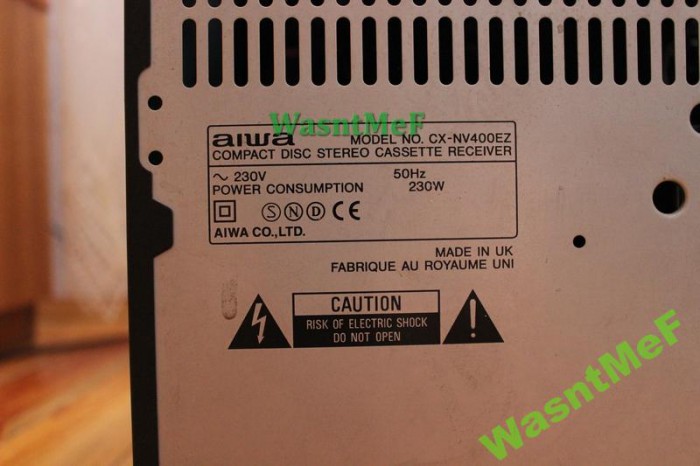 WasntMeF
aiwa MODEL NO. CX-NV400EZ
COMPACT DISC STEREO CASSETTE RECEIVER
~ 230V 50Hz
POWER CONSUMPTION 230W
S N D CE
AIWA CO.,LTD.
MADE IN UK
FABRIQUE AU ROYAUME UNI
CAUTION
RISK OF ELECTRIC SHOCK
DO NOT OPEN
!
WasntMeF